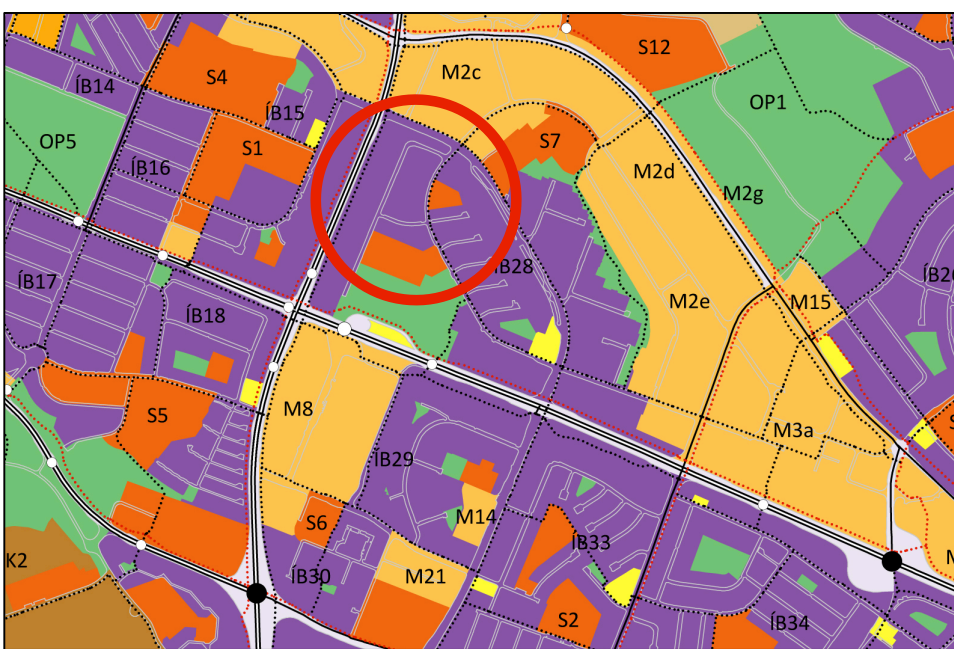 S12
M2c
S4
ÍB14
OP1
ÍB15
S7
OP5
S1
ÍB16
M2d
M2g
ÍB28
ÍB17
M2e
M15
ÍB18
M8
S5
M3a
ÍB29
M14
S6
ÍB33
K2
ÍB30
M21
S2
ÍB34